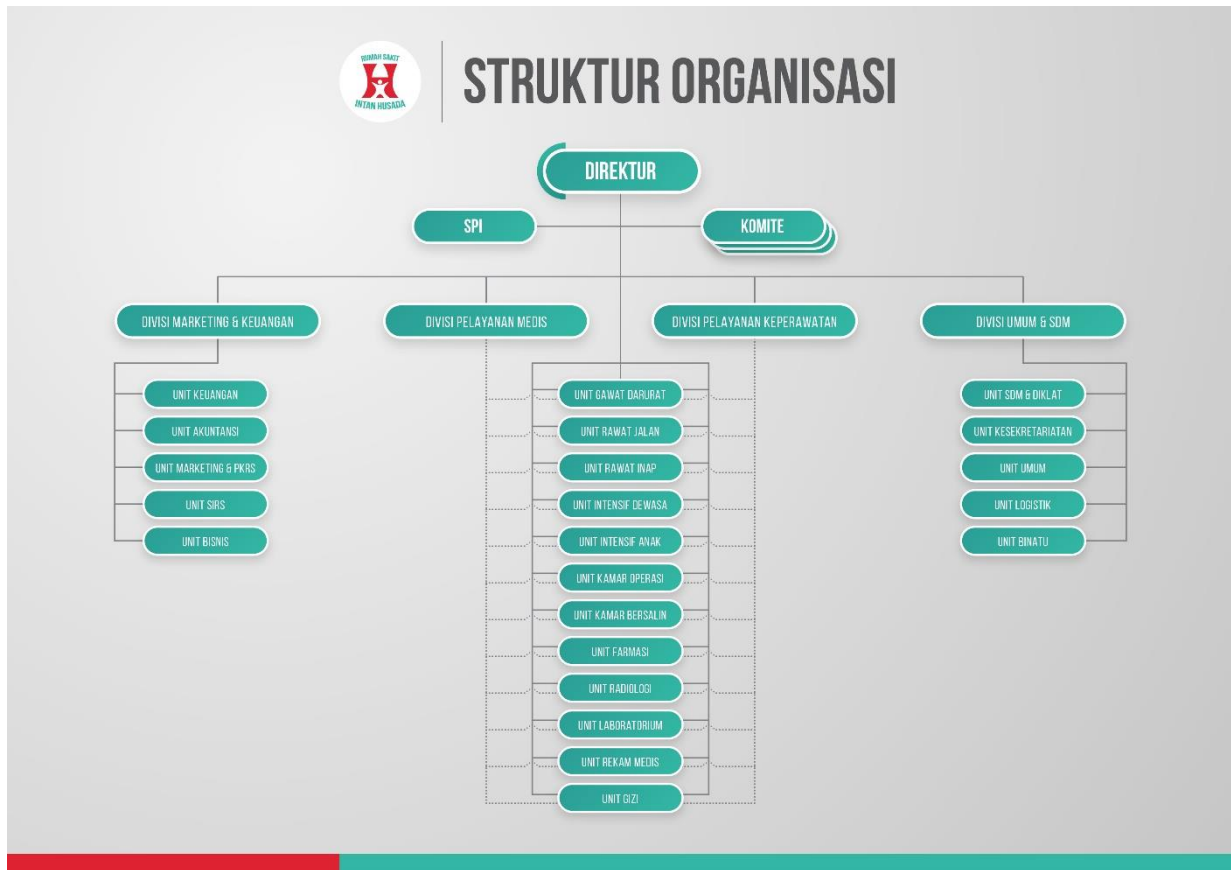 RUMAH SAKIT
INTAN HUSADA
STRUKTUR ORGANISASI
DIREKTUR
SPI
KOMITE
DIVISI MARKETING & KEUANGAN
DIVISI PELAYANAN MEDIS
DIVISI PELAYANAN KEPERAWATAN
DIVISI UMUM & SDM
UNIT KEUANGAN
UNIT AKUNTANSI
UNIT MARKETING & PKRS
UNIT SIRS
UNIT BISNIS
UNIT GAWAT DARURAT
UNIT RAWAT JALAN
UNIT RAWAT INAP
UNIT INTENSIF DEWASA
UNIT INTENSIF ANAK
UNIT KAMAR OPERASI
UNIT KAMAR BERSALIN
UNIT FARMASI
UNIT RADIOLOGI
UNIT LABORATORIUM
UNIT REKAM MEDIS
UNIT GIZI
UNIT SDM & DIKLAT
UNIT KESEKRETARIATAN
UNIT UMUM
UNIT LOGISTIK
UNIT BINATU